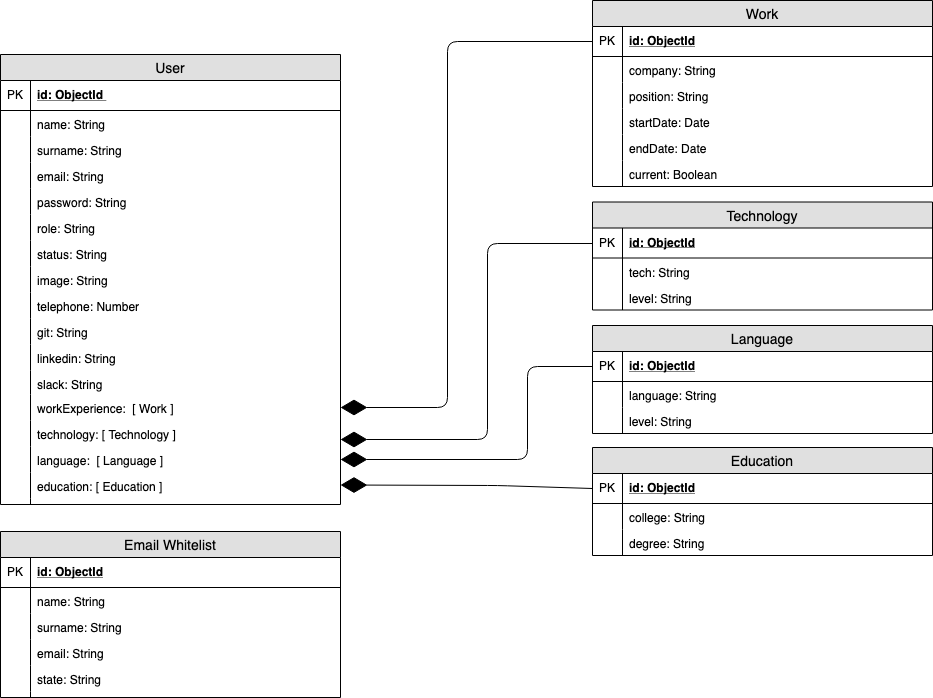 User
PK id: ObjectId
name: String
surname: String
email: String
password: String
role: String
status: String
image: String
telephone: Number
git: String
linkedin: String
slack: String
workExperience:  [ Work ]
technology: [ Technology ]
language:  [ Language ]
education: [ Education ]
Email Whitelist
PK id: ObjectId
name: String
surname: String
email: String
state: String
Work
PK id: ObjectId
company: String
position: String
startDate: Date
endDate: Date
current: Boolean
Technology
PK id: ObjectId
tech: String
level: String
Language
PK id: ObjectId
language: String
level: String
Education
PK id: ObjectId
college: String
degree: String